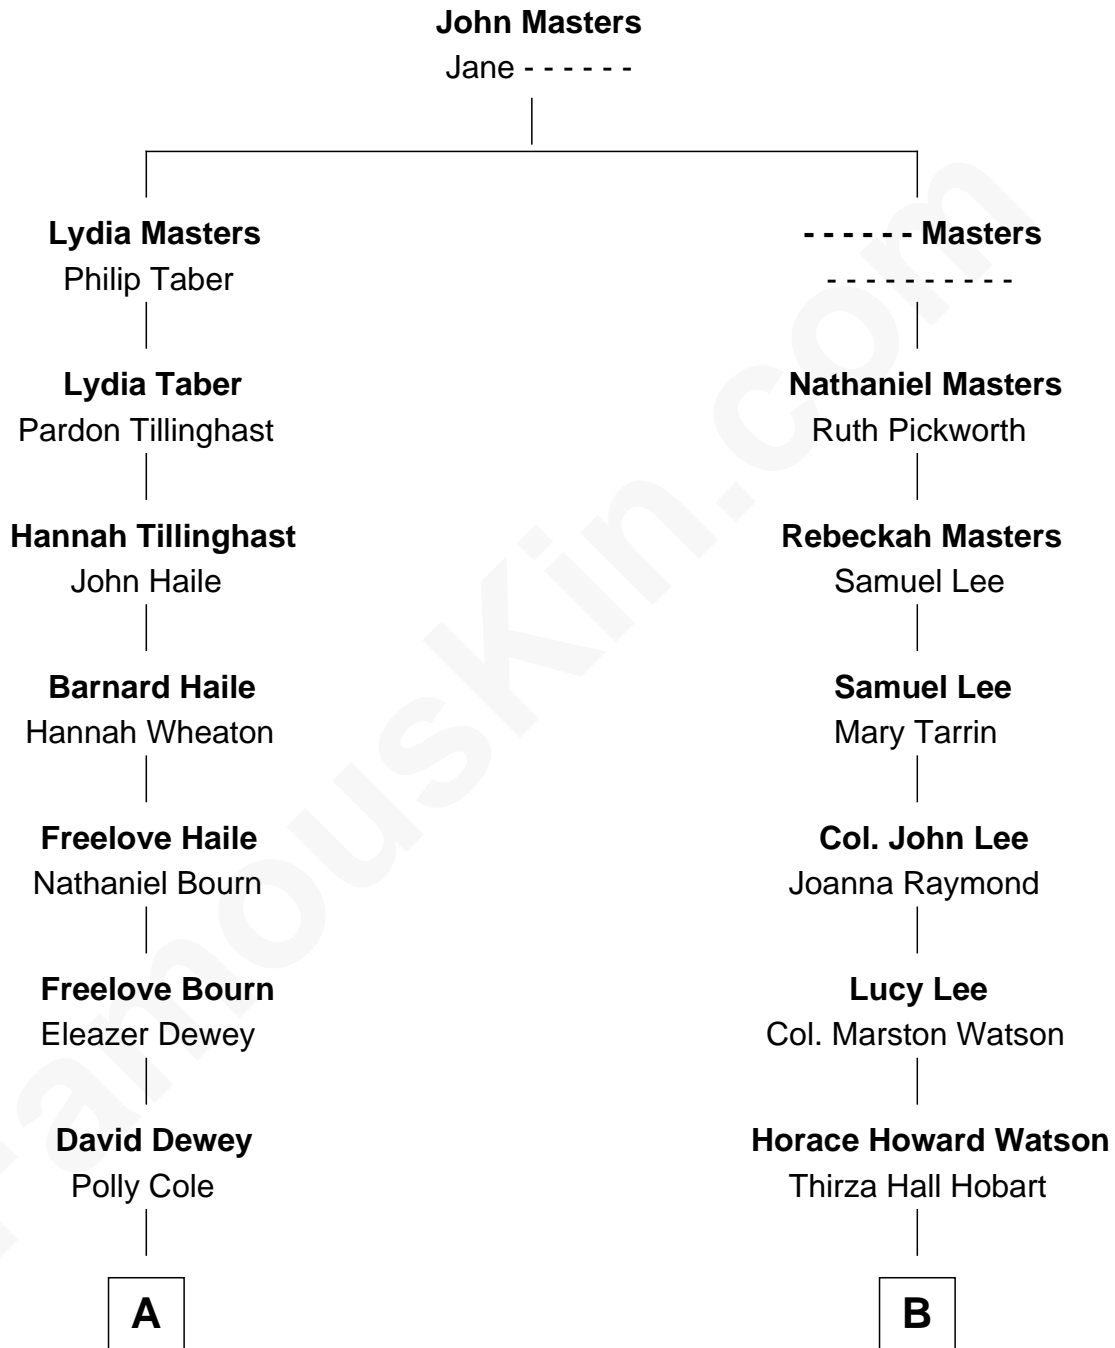 John Masters
Jane - - - - - -
Lydia Masters
Philip Taber
Lydia Taber
Pardon Tillinghast
Hannah Tillinghast
John Haile
Barnard Haile
Hannah Wheaton
Freelove Haile
Nathaniel Bourn
Freelove Bourn
Eleazer Dewey
David Dewey
Polly Cole
A
- - - - - - Masters
- - - - - - - - - -
Nathaniel Masters
Ruth Pickworth
Rebeckah Masters
Samuel Lee
Samuel Lee
Mary Tarrin
Col. John Lee
Joanna Raymond
Lucy Lee
Col. Marston Watson
Horace Howard Watson
Thirza Hall Hobart
B
FamousKin.com